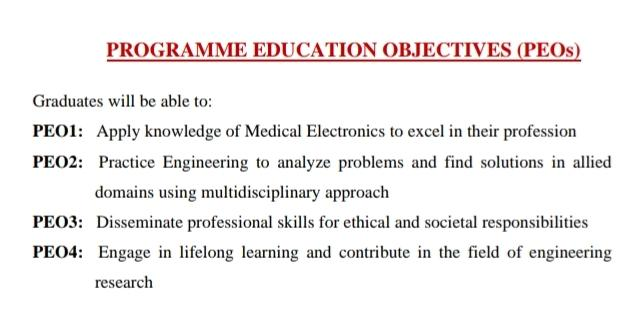 PROGRAMME EDUCATION OBJECTIVES (PEOs)
Graduates will be able to:
PEO1: Apply knowledge of Medical Electronics to excel in their profession
PEO2: Practice Engineering to analyze problems and find solutions in allied
domains using multidisciplinary approach
PEO3: Disseminate professional skills for ethical and societal responsibilities
PEO4: Engage in lifelong learning and contribute in the field of engineering
research